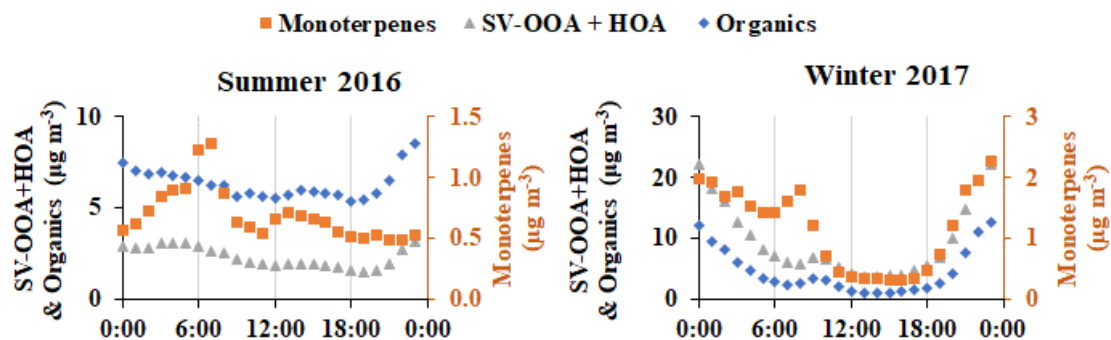 Monoterpenes SV-OOA + HOA Organics
Summer 2016
SV-OOA+HOA
& Organics (µg m-3)
10
5
0
1.5
1.0
0.5
0.0
Monoterpenes
(µg m-3)
0:00 6:00 12:00 18:00 0:00
Winter 2017
SV-OOA+HOA
& Organics (µg m-3)
30
20
10
0
3
2
1
0
Monoterpenes
(µg m-3)
0:00 6:00 12:00 18:00 0:00